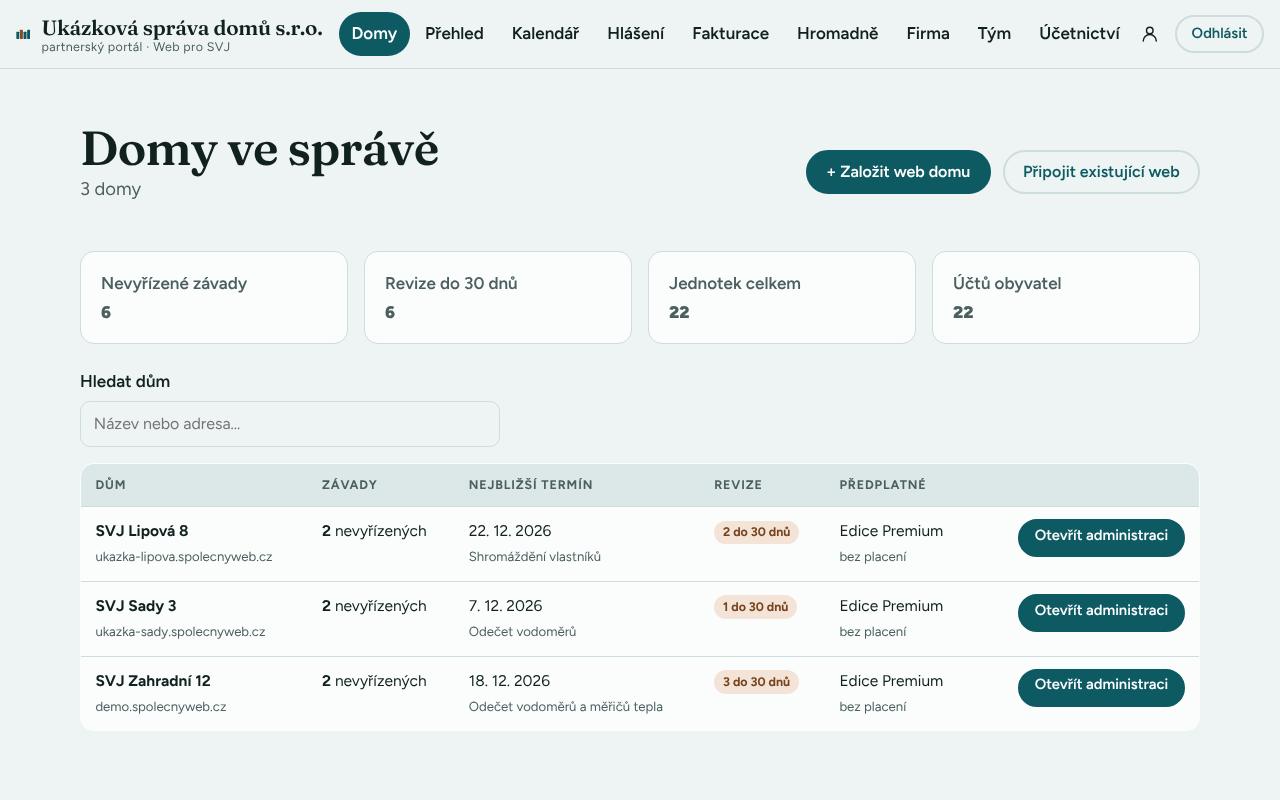 Ukázková správa domů s.r.o.
partnerský portál · Web pro SVJ
Domy
Přehled
Kalendář
Hlášení
Fakturace
Hromadně
Firma
Tým
Účetnictví
Odhlásit
Domy ve správě
3 domy
+ Založit web domu
Připojit existující web
Nevyřízené závady
6
Revize do 30 dnů
6
Jednotek celkem
22
Účtů obyvatel
22
Hledat dům
Název nebo adresa...
DŮM
ZÁVADY
NEJBLIŽŠÍ TERMÍN
REVIZE
PŘEDPLATNÉ
SVJ Lipová 8
ukazka-lipova.spolecnyweb.cz
2 nevyřízených
22. 12. 2026
Shromáždění vlastníků
2 do 30 dnů
Edice Premium
bez placení
Otevřít administraci
SVJ Sady 3
ukazka-sady.spolecnyweb.cz
2 nevyřízených
7. 12. 2026
Odečet vodoměrů
1 do 30 dnů
Edice Premium
bez placení
Otevřít administraci
SVJ Zahradní 12
demo.spolecnyweb.cz
2 nevyřízených
18. 12. 2026
Odečet vodoměrů a měřičů tepla
3 do 30 dnů
Edice Premium
bez placení
Otevřít administraci